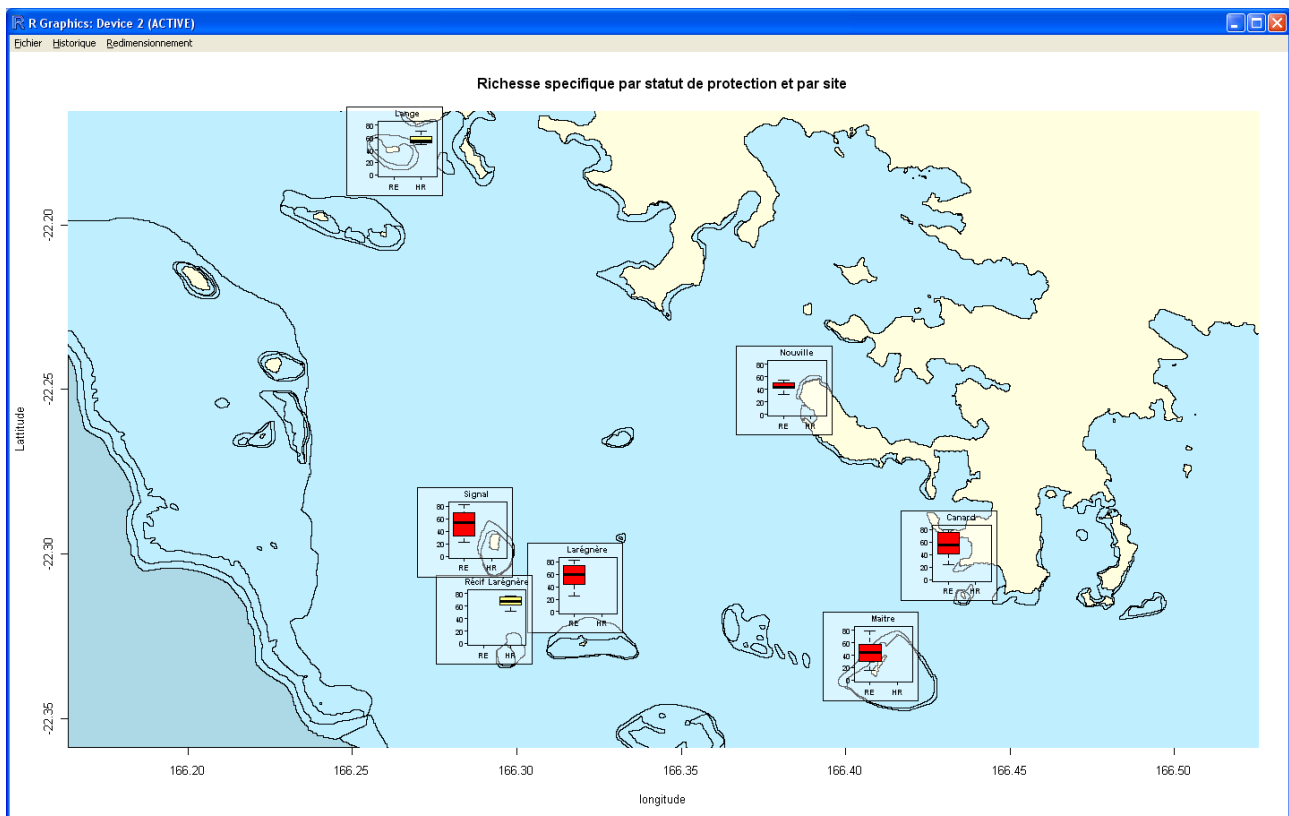 R Graphics: Device 2 (ACTIVE)
Fichier Historique Redimensionnement
Richesse specifique par statut de protection et par site
Lange
80
60
40
20
0
RE HR
Nouville
80
60
40
20
0
RE HR
Signal
80
60
40
20
0
RE HR
Larégnère
80
60
40
20
0
RE HR
Récif Larégnère
80
60
40
20
0
RE HR
Canard
80
60
40
20
0
RE HR
Maitre
80
60
40
20
0
RE HR
Lattitude
-22.20
-22.25
-22.30
-22.35
166.20 166.25 166.30 166.35 166.40 166.45 166.50
longitude